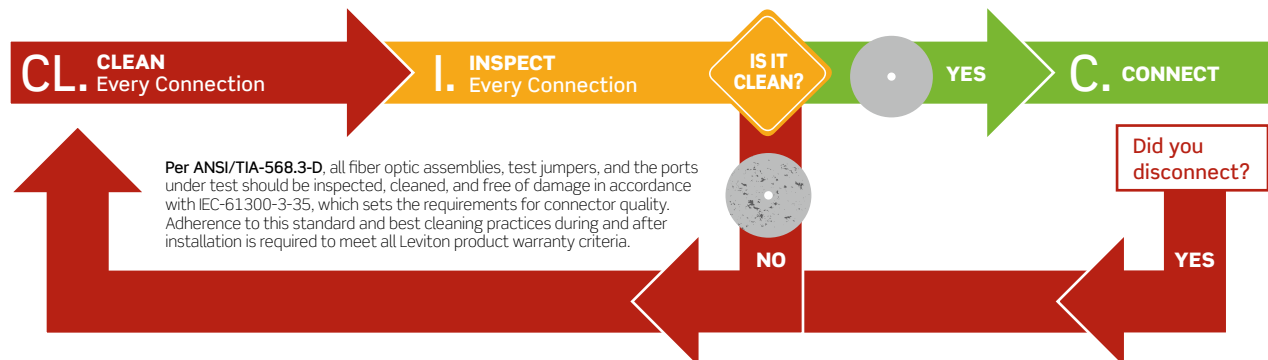 CL. CLEAN
Every Connection
I. INSPECT
Every Connection
IS IT
CLEAN?
YES
C. CONNECT
Did you
disconnect?
Per ANSI/TIA-568.3-D, all fiber optic assemblies, test jumpers, and the ports
under test should be inspected, cleaned, and free of damage in accordance
with IEC-61300-3-35, which sets the requirements for connector quality.
Adherence to this standard and best cleaning practices during and after
installation is required to meet all Leviton product warranty criteria.
NO
YES